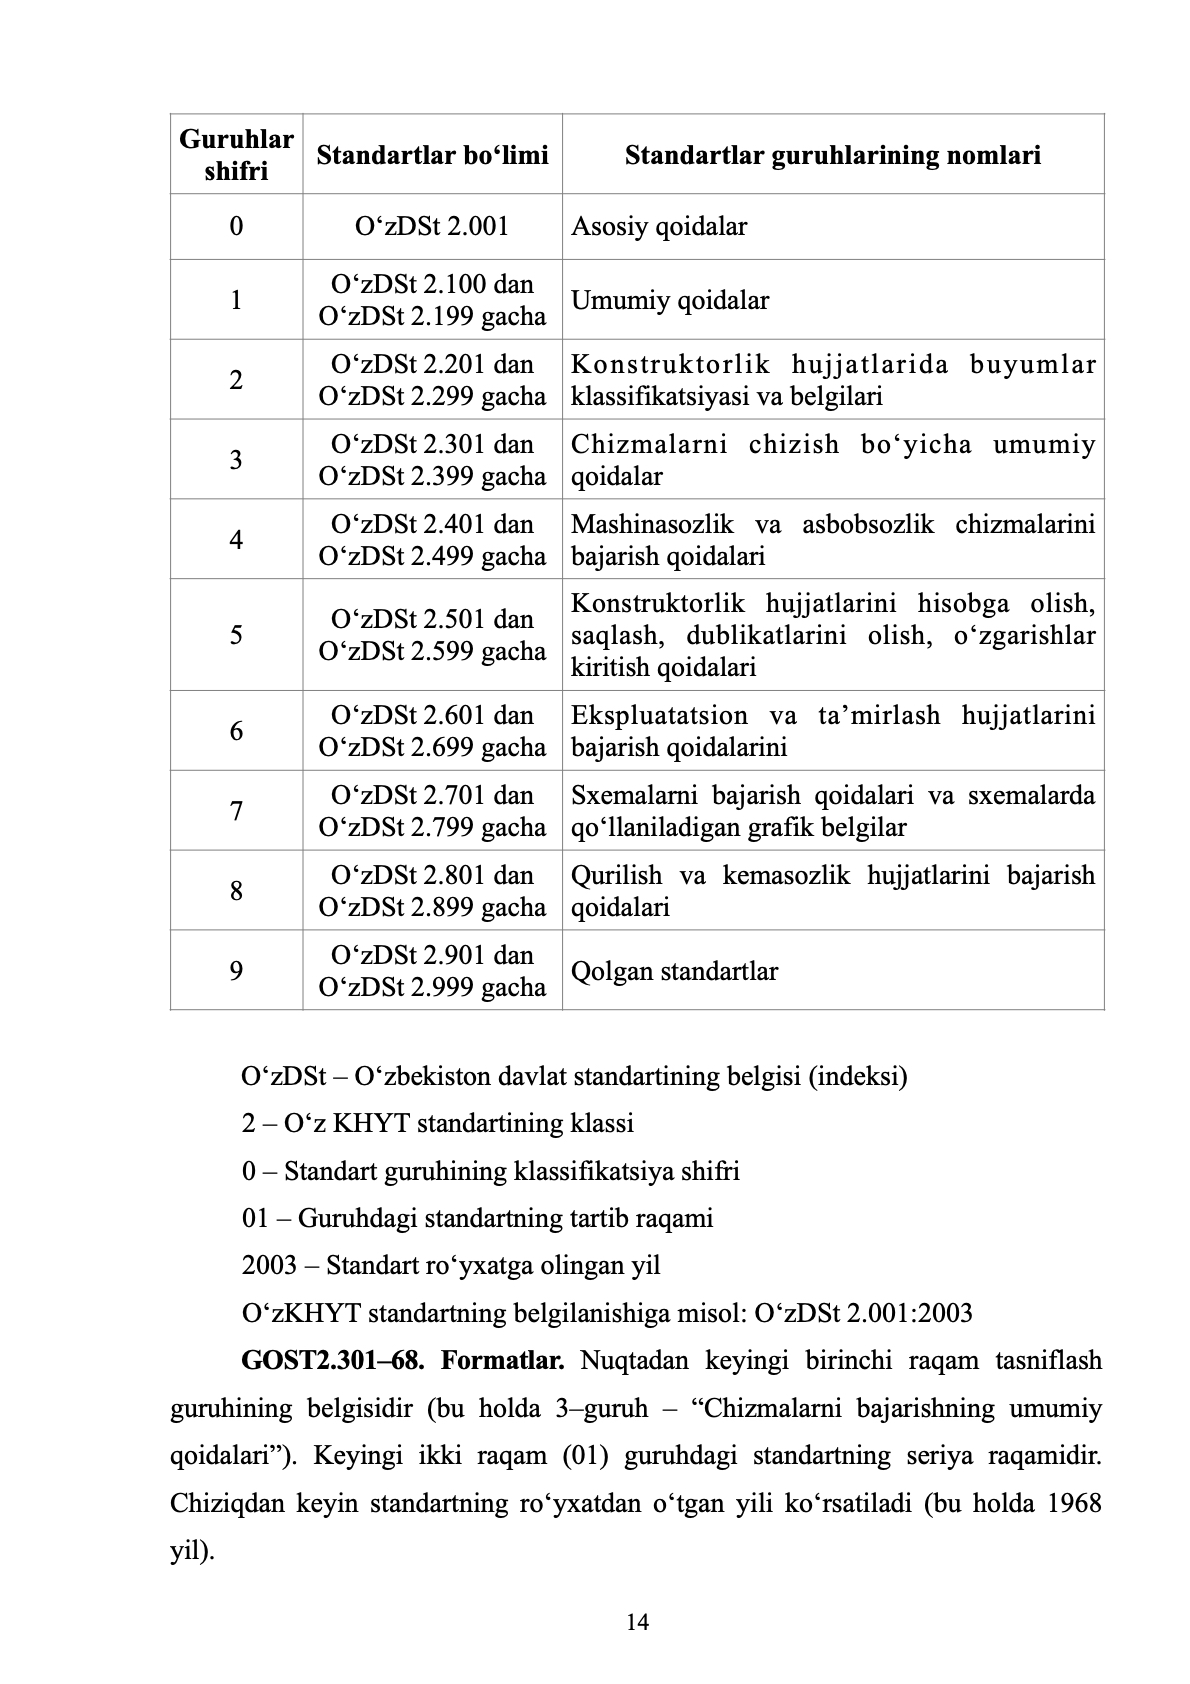 Guruhlar shifri
Standartlar bo‘limi
Standartlar guruhlarining nomlari
0
O‘zDSt 2.001
Asosiy qoidalar
1
O‘zDSt 2.100 dan
O‘zDSt 2.199 gacha
Umumiy qoidalar
2
O‘zDSt 2.201 dan
O‘zDSt 2.299 gacha
Konstruktorlik hujjatlarida buyumlar
klassifikatsiyasi va belgilari
3
O‘zDSt 2.301 dan
O‘zDSt 2.399 gacha
Chizmalarni chizish bo‘yicha umumiy
qoidalar
4
O‘zDSt 2.401 dan
O‘zDSt 2.499 gacha
Mashinasozlik va asbobsozlik chizmalarini
bajarish qoidalari
5
O‘zDSt 2.501 dan
O‘zDSt 2.599 gacha
Konstruktorlik hujjatlarini hisobga olish,
saqlash, dublikatlarini olish, o‘zgarishlar
kiritish qoidalari
6
O‘zDSt 2.601 dan
O‘zDSt 2.699 gacha
Ekspluatatsion va ta’mirlash hujjatlarini
bajarish qoidalarini
7
O‘zDSt 2.701 dan
O‘zDSt 2.799 gacha
Sxemalarni bajarish qoidalari va sxemalarda
qo‘llaniladigan grafik belgilar
8
O‘zDSt 2.801 dan
O‘zDSt 2.899 gacha
Qurilish va kemasozlik hujjatlarini bajarish
qoidalari
9
O‘zDSt 2.901 dan
O‘zDSt 2.999 gacha
Qolgan standartlar
O‘zDSt – O‘zbekiston davlat standartining belgisi (indeksi)
2 – O‘z KHYT standartining klassi
0 – Standart guruhining klassifikatsiya shifri
01 – Guruhdagi standartning tartib raqami
2003 – Standart ro‘yxatga olingan yil
O‘zKHYT standartning belgilanishiga misol: O‘zDSt 2.001:2003
GOST2.301–68. Formatlar. Nuqtadan keyingi birinchi raqam tasniflash
guruhining belgisidir (bu holda 3–guruh – “Chizmalarni bajarishning umumiy
qoidalari”). Keyingi ikki raqam (01) guruhdagi standartning seriya raqamidir.
Chiziqdan keyin standartning ro‘yxatdan o‘tgan yili ko‘rsatiladi (bu holda 1968
yil).
14